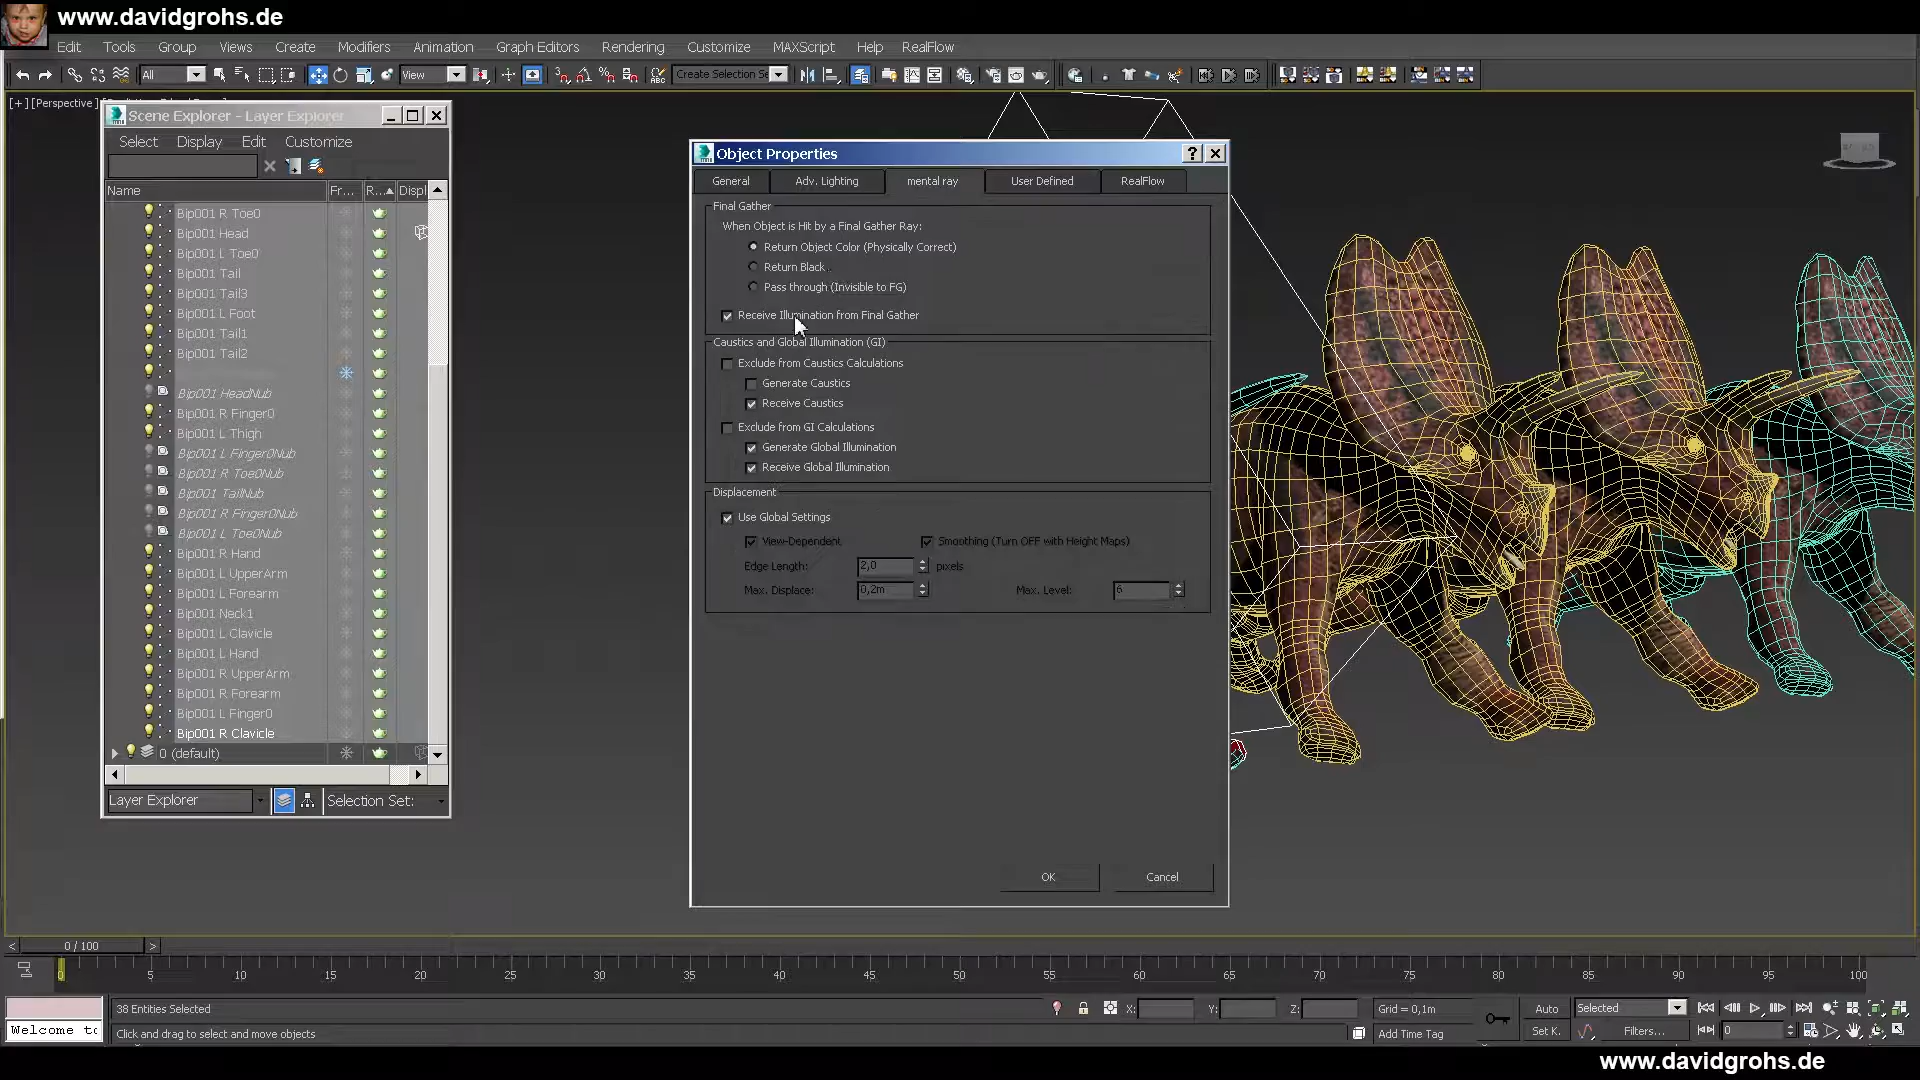 www.davidgrohs.de
Edit Tools Group Views Create Modifiers Animation Graph Editors Rendering Customize MAXScript Help RealFlow
All View Create Selection Se
[+] [Perspective]
Scene Explorer - Layer Explorer
Select Display Edit Customize
Name Fr... R... Displ
Bip001 R Toe0
Bip001 Head
Bip001 L Toe0
Bip001 Tail
Bip001 Tail3
Bip001 L Foot
Bip001 Tail1
Bip001 Tail2
Bip001 HeadNub
Bip001 R Finger0
Bip001 L Thigh
Bip001 L Finger0Nub
Bip001 R Toe0Nub
Bip001 TailNub
Bip001 R Finger0Nub
Bip001 L Toe0Nub
Bip001 R Hand
Bip001 L UpperArm
Bip001 L Forearm
Bip001 Neck1
Bip001 L Clavicle
Bip001 L Hand
Bip001 R UpperArm
Bip001 R Forearm
Bip001 L Finger0
Bip001 R Clavicle
0 (default)
Layer Explorer Selection Set:
Object Properties
General Adv. Lighting mental ray User Defined RealFlow
Final Gather
When Object is Hit by a Final Gather Ray:
Return Object Color (Physically Correct)
Return Black..
Pass through (Invisible to FG)
Receive Illumination from Final Gather
Caustics and Global Illumination (GI)
Exclude from Caustics Calculations
Generate Caustics
Receive Caustics
Exclude from GI Calculations
Generate Global Illumination
Receive Global Illumination
Displacement
Use Global Settings
View-Dependent Smoothing (Turn OFF with Height Maps)
Edge Length: 2,0 pixels
Max. Displace: 0,2m Max. Level: 6
OK Cancel
< 0 / 100 >
0 5 10 15 20 25 30 35 40 45 50 55 60 65 70 75 80 85 90 95 100
38 Entities Selected X: Y: Z: Grid = 0,1m Auto Selected
Welcome to Click and drag to select and move objects Add Time Tag Set K. Filters... 0
www.davidgrohs.de